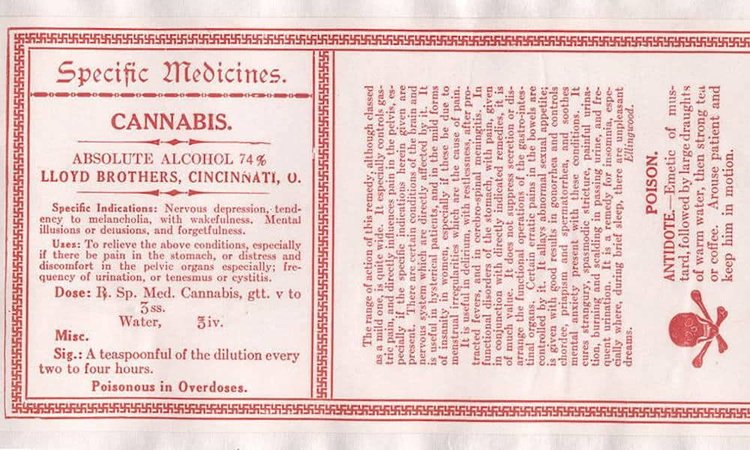 Specific Medicines.
CANNABIS.
ABSOLUTE ALCOHOL 74%
LLOYD BROTHERS, CINCINNATI, O.
Specific Indications: Nervous depression, tend-
ency to melancholia, with wakefulness. Mental
illusions or delusions, and forgetfulness.
Uses: To relieve the above conditions, especially
if there be pain in the stomach, or distress and
discomfort in the pelvic organs especially; fre-
quency of urination, or tenesmus or cystitis.
Dose: ℞. Sp. Med. Cannabis, gtt. v to
ʒss.
Water, ʒiv.
Misc.
Sig.: A teaspoonful of the dilution every
two to four hours.
Poisonous in Overdoses.
The range of action of this remedy, although classed
as a mild one, is quite wide. It especially controls gas-
tric pain, and directly influences pain in the pelvis, es-
pecially if the specific indications herein given are
present. There are certain conditions of the brain and
nervous system which are directly affected by it. It
is useful in hysterical patients, and in the mild forms
of insanity in women, especially if these be due to
menstrual irregularities which are the cause of pain.
It is useful in delirium, with restlessness, after pro-
tracted fevers, and in cerebro-spinal meningitis. In
functional disorders of the stomach, with pain, given
in conjunction with directly indicated remedies, it is
of much value. It does not suppress secretion or dis-
arrange the functional operations of the gastro-intes-
tinal organs. Certain neuralgic pains in the bowels are
controlled by it. It allays abnormal sexual appetite;
is given with good results in gonorrhea and controls
chordee, priapism and spermatorrhea, and soothes
mental anxiety present with these conditions. It
cures strangury, spasmodic stricture, painful urina-
tion, burning and scalding in passing urine, and fre-
quent urination. It is a remedy for insomnia, espe-
cially where, during brief sleep, there are unpleasant
dreams. Ellingwood.
POISON.
ANTIDOTE.—Emetic of mus-
tard, followed by large draughts
of warm water, then strong tea
or coffee. Arouse patient and
keep him in motion.